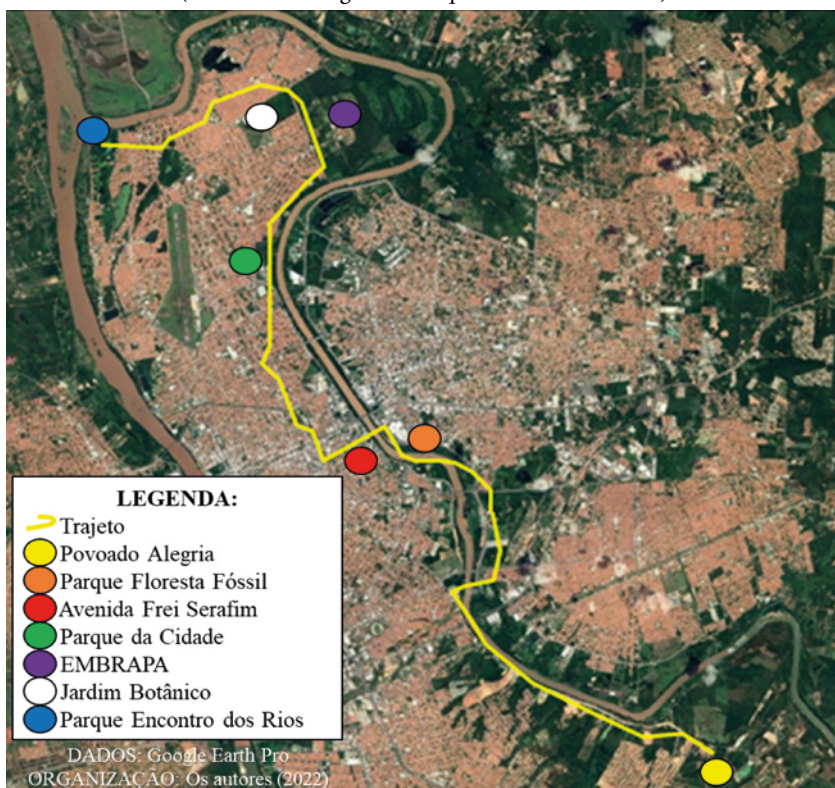 LEGENDA:
Trajeto
Povoado Alegria
Parque Floresta Fóssil
Avenida Frei Serafim
Parque da Cidade
EMBRAPA
Jardim Botânico
Parque Encontro dos Rios
DADOS: Google Earth Pro
ORGANIZAÇÃO: Os autores (2022)